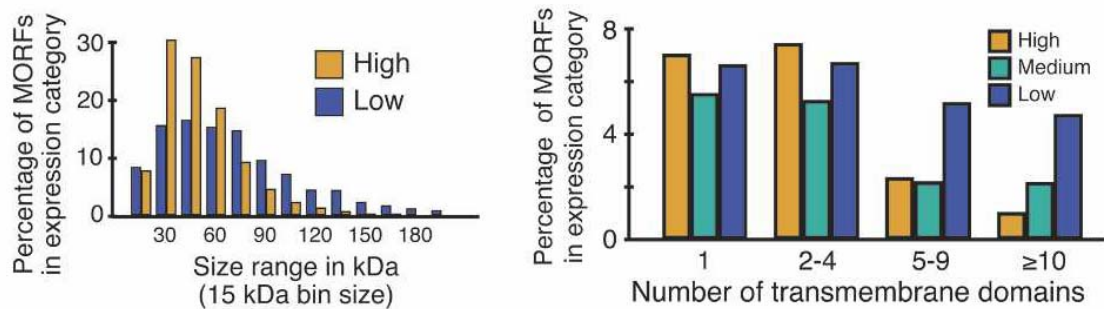 Percentage of MORFs
in expression category
30
20
10
0
High
Low
30 60 90 120 150 180
Size range in kDa
(15 kDa bin size)
Percentage of MORFs
in expression category
8
4
0
High
Medium
Low
1 2-4 5-9 ≥10
Number of transmembrane domains